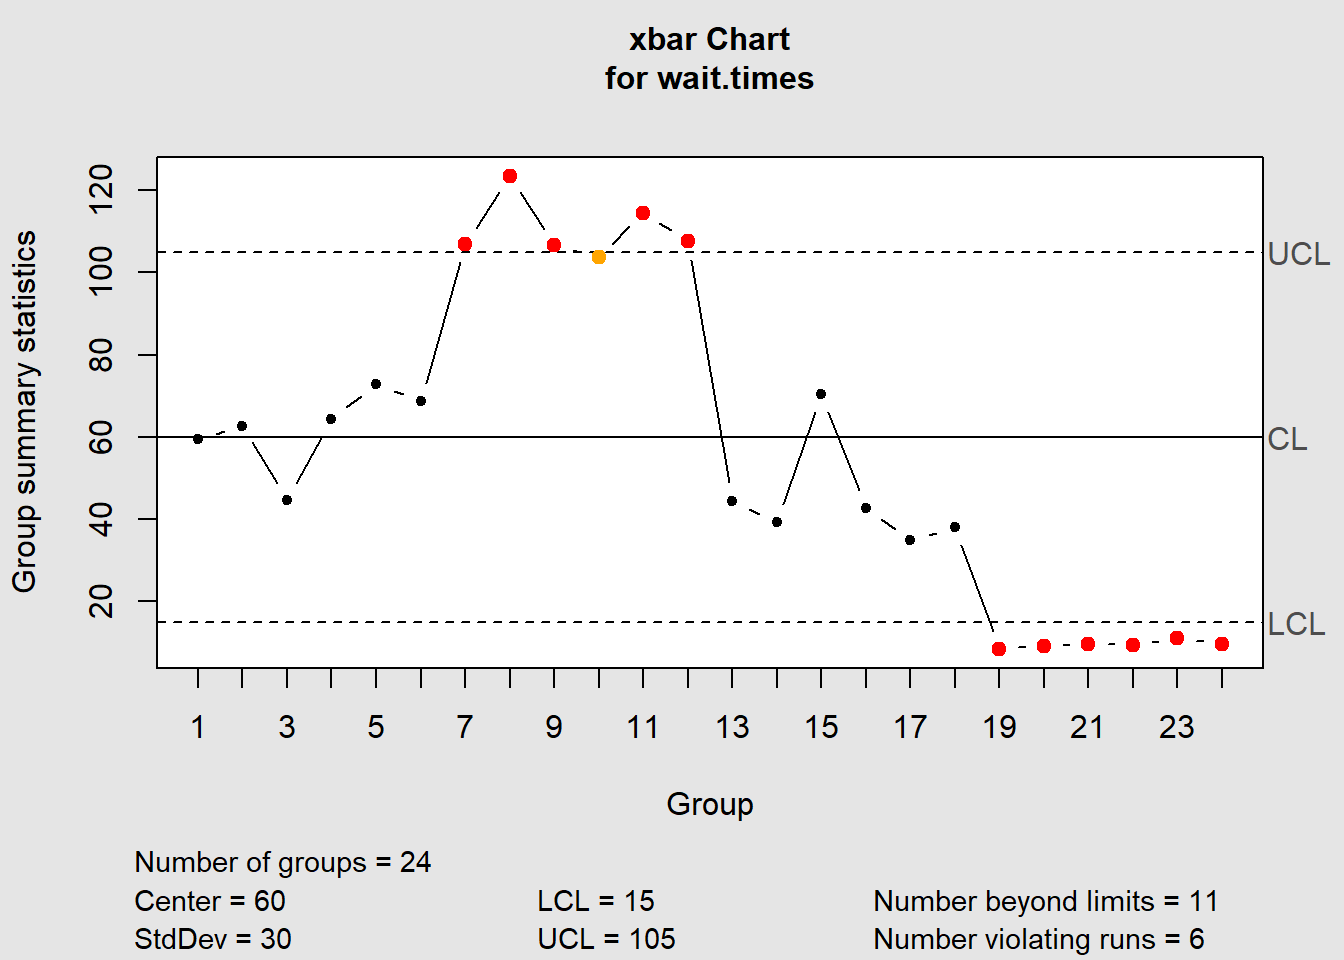 xbar Chart
for wait.times
Group summary statistics
120
100
80
60
40
20
UCL
CL
LCL
1 3 5 7 9 11 13 15 17 19 21 23
Group
Number of groups = 24
Center = 60 LCL = 15 Number beyond limits = 11
StdDev = 30 UCL = 105 Number violating runs = 6